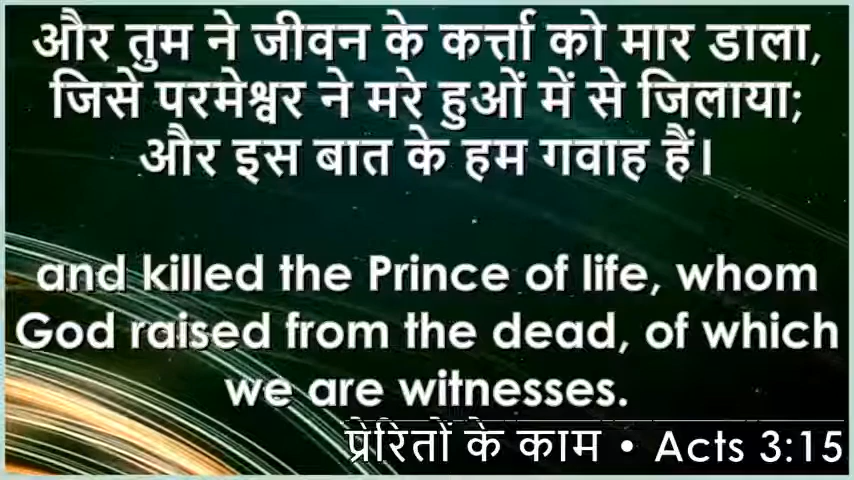 और तुम ने जीवन के कर्त्ता को मार डाला,
जिसे परमेश्वर ने मरे हुओं में से जिलाया;
और इस बात के हम गवाह हैं।
and killed the Prince of life, whom
God raised from the dead, of which
we are witnesses.
प्रेरितों के काम • Acts 3:15